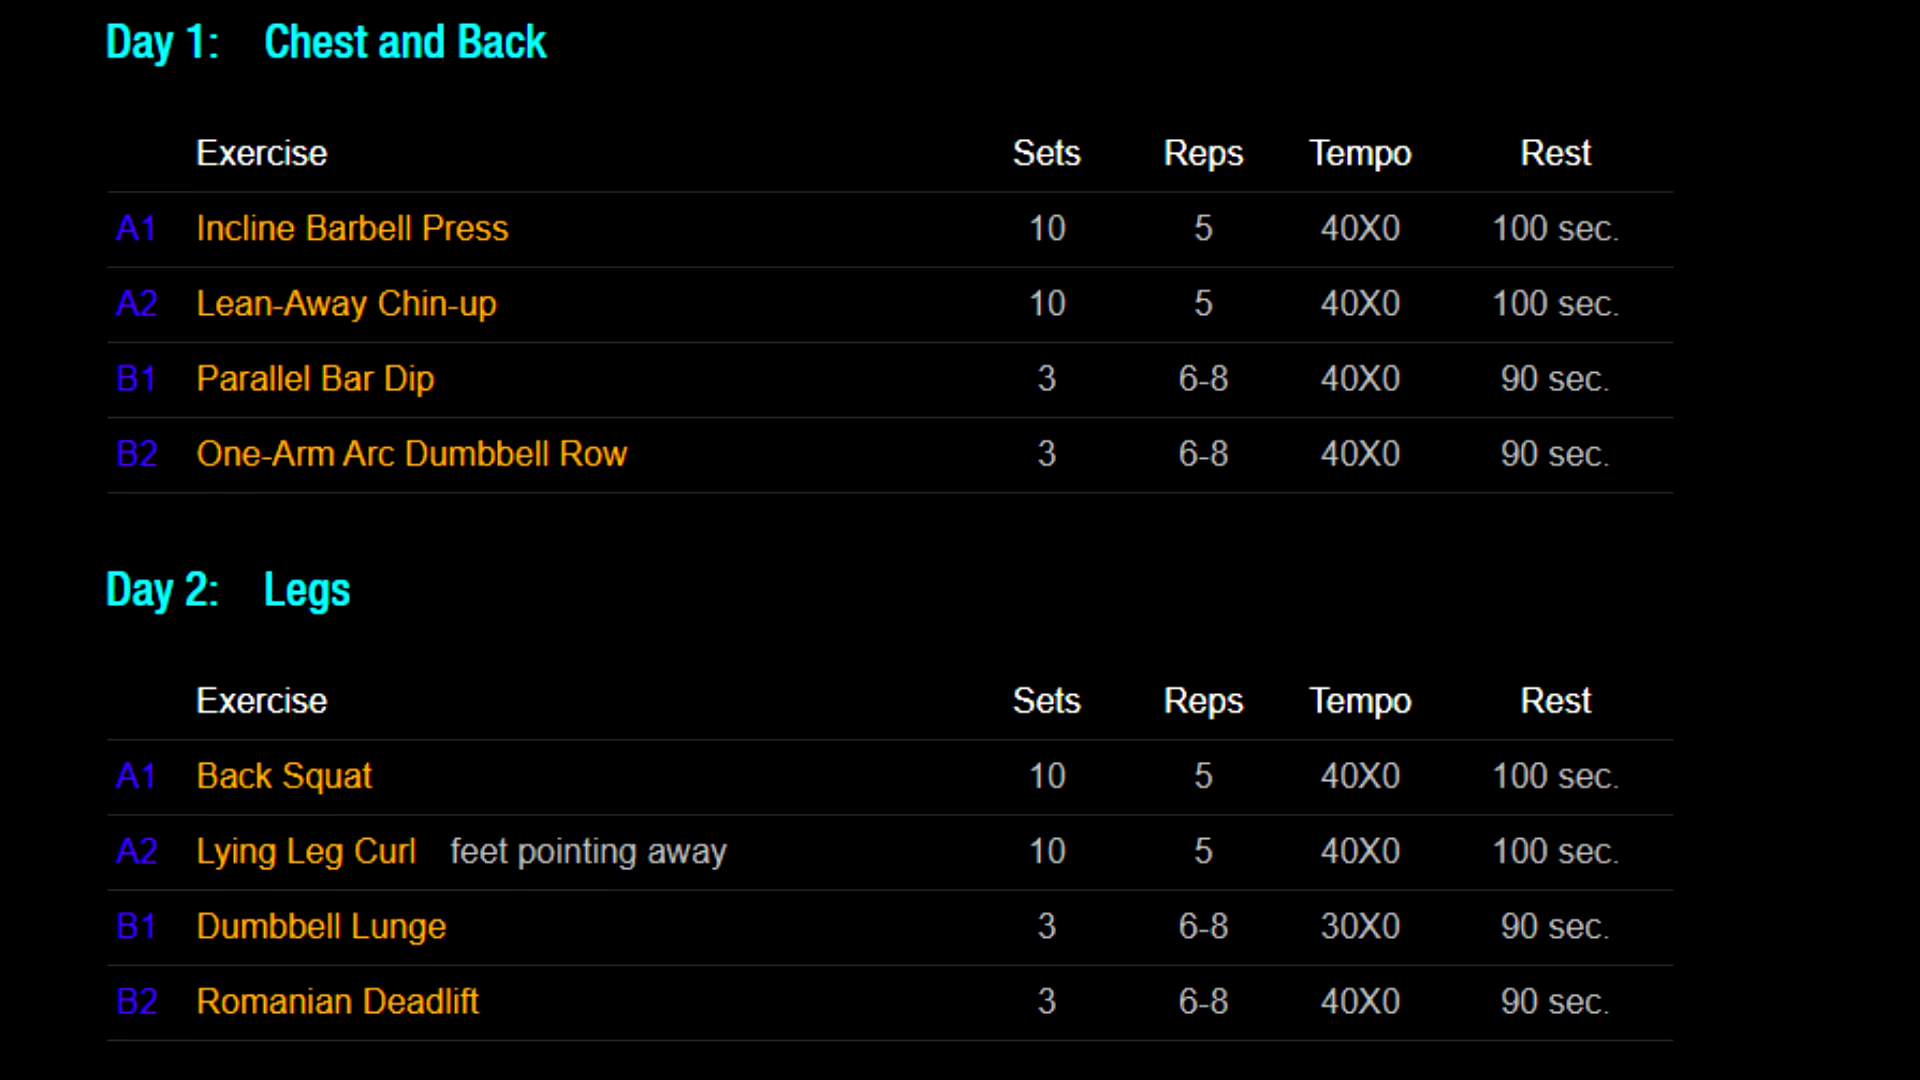 Day 1: Chest and Back
Exercise Sets Reps Tempo Rest
A1 Incline Barbell Press 10 5 40X0 100 sec.
A2 Lean-Away Chin-up 10 5 40X0 100 sec.
B1 Parallel Bar Dip 3 6-8 40X0 90 sec.
B2 One-Arm Arc Dumbbell Row 3 6-8 40X0 90 sec.
Day 2: Legs
Exercise Sets Reps Tempo Rest
A1 Back Squat 10 5 40X0 100 sec.
A2 Lying Leg Curl feet pointing away 10 5 40X0 100 sec.
B1 Dumbbell Lunge 3 6-8 30X0 90 sec.
B2 Romanian Deadlift 3 6-8 40X0 90 sec.